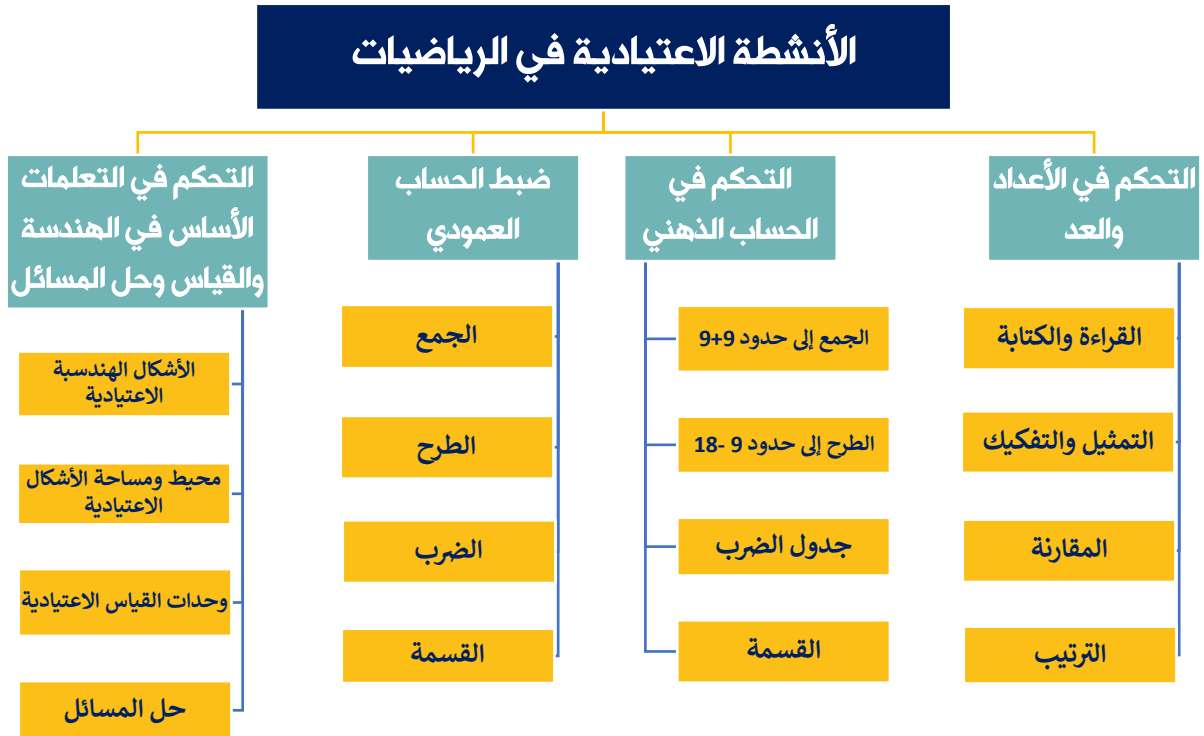 الأنشطة الاعتيادية في الرياضيات
التحكم في الأعداد
والعد
القراءة والكتابة
التمثيل والتفكيك
المقارنة
الترتيب
التحكم في
الحساب الذهني
الجمع إلى حدود 9+9
الطرح إلى حدود 9 -18
جدول الضرب
القسمة
ضبط الحساب
العمودي
الجمع
الطرح
الضرب
القسمة
التحكم في التعلمات
الأساس في الهندسة
والقياس وحل المسائل
الأشكال الهندسبة
الاعتيادية
محيط ومساحة الأشكال
الاعتيادية
وحدات القياس الاعتيادية
حل المسائل